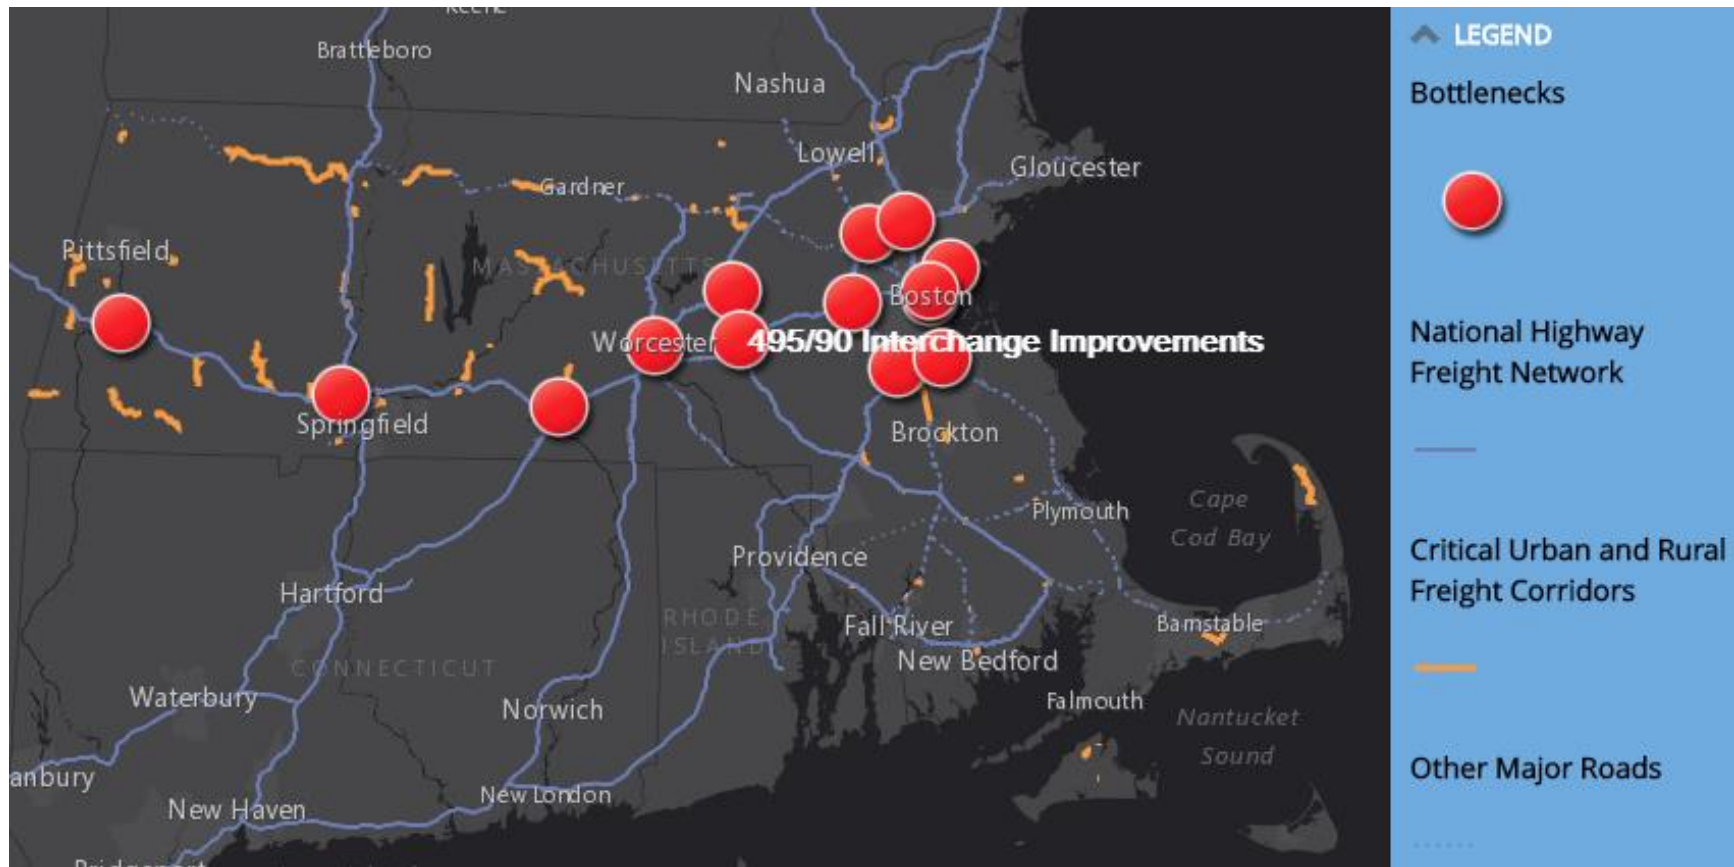 KEENE
Brattleboro
Nashua
Lowell
Gloucester
Gardner
Pittsfield
MASSACHUSETTS
Boston
Worcester
495/90 Interchange Improvements
Springfield
Brockton
Cape
Cod Bay
Plymouth
Providence
Hartford
RHODE
ISLAND
Fall River
Barnstable
CONNECTICUT
New Bedford
Waterbury
Norwich
Falmouth
Nantucket
Sound
anbury
New London
New Haven
Bridgeport
LEGEND
Bottlenecks
National Highway
Freight Network
Critical Urban and Rural
Freight Corridors
Other Major Roads